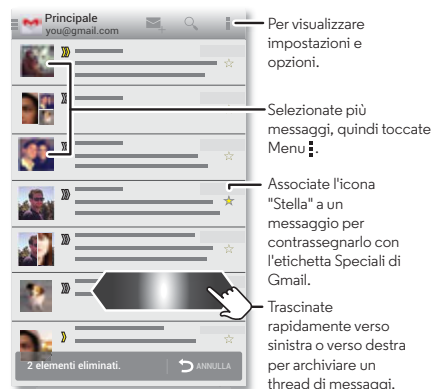 Principale
you@gmail.com
Per visualizzare
impostazioni e
opzioni.
Selezionate più
messaggi, quindi toccate
Menu .
Associate l'icona
"Stella" a un
messaggio per
contrassegnarlo con
l'etichetta Speciali di
Gmail.
Trascinate
rapidamente verso
sinistra o verso destra
per archiviare un
thread di messaggi.
2 elementi eliminati.
ANNULLA